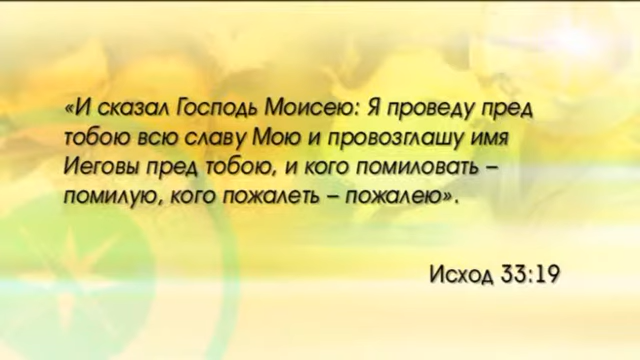 «И сказал Господь Моисею: Я проведу пред
тобою всю славу Мою и провозглашу имя
Иеговы пред тобою, и кого помиловать –
помилую, кого пожалеть – пожалею».
Исход 33:19